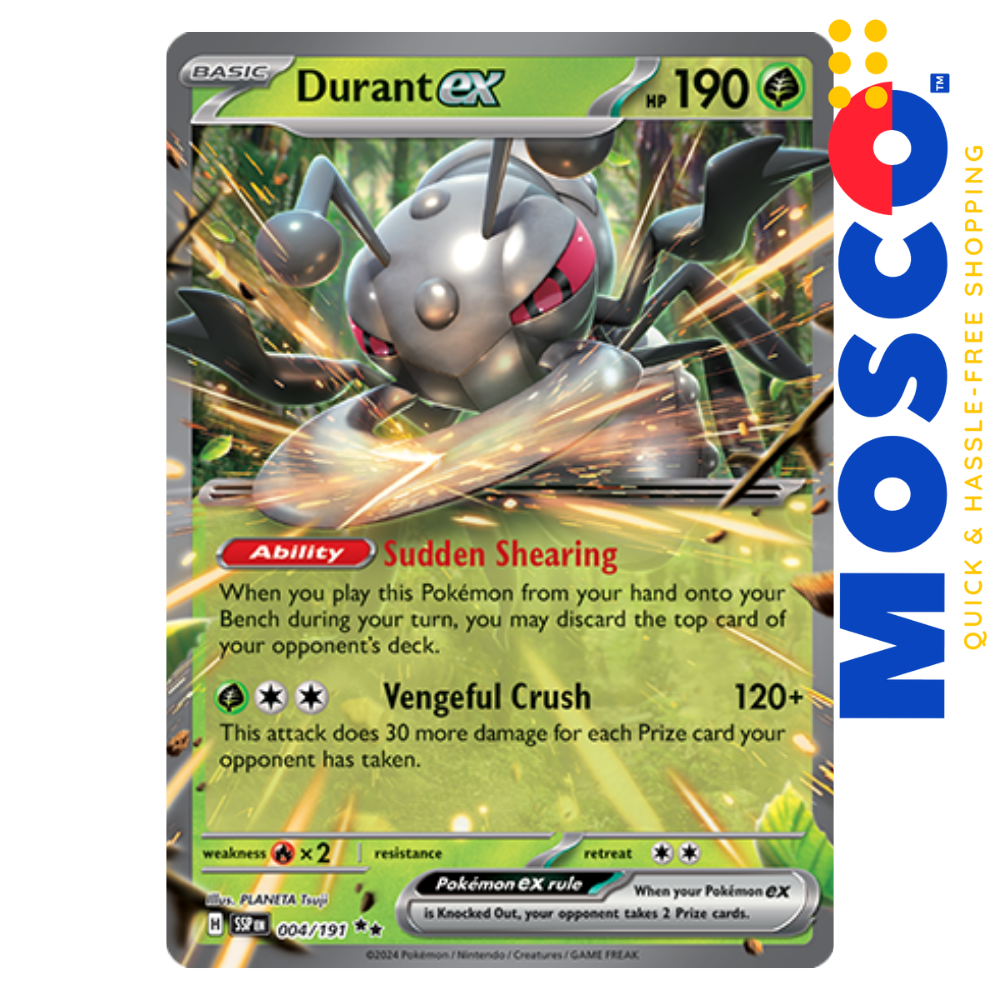 BASIC Durant ex HP 190
Ability Sudden Shearing
When you play this Pokémon from your hand onto your
Bench during your turn, you may discard the top card of
your opponent's deck.
Vengeful Crush 120+
This attack does 30 more damage for each Prize card your
opponent has taken.
weakness ×2 resistance retreat
Illus. PLANETA Tsuji
H SSP EN 004/191
Pokémon ex rule When your Pokémon ex
is Knocked Out, your opponent takes 2 Prize cards.
©2024 Pokémon / Nintendo / Creatures / GAME FREAK
MOSCO™
QUICK & HASSLE-FREE SHOPPING